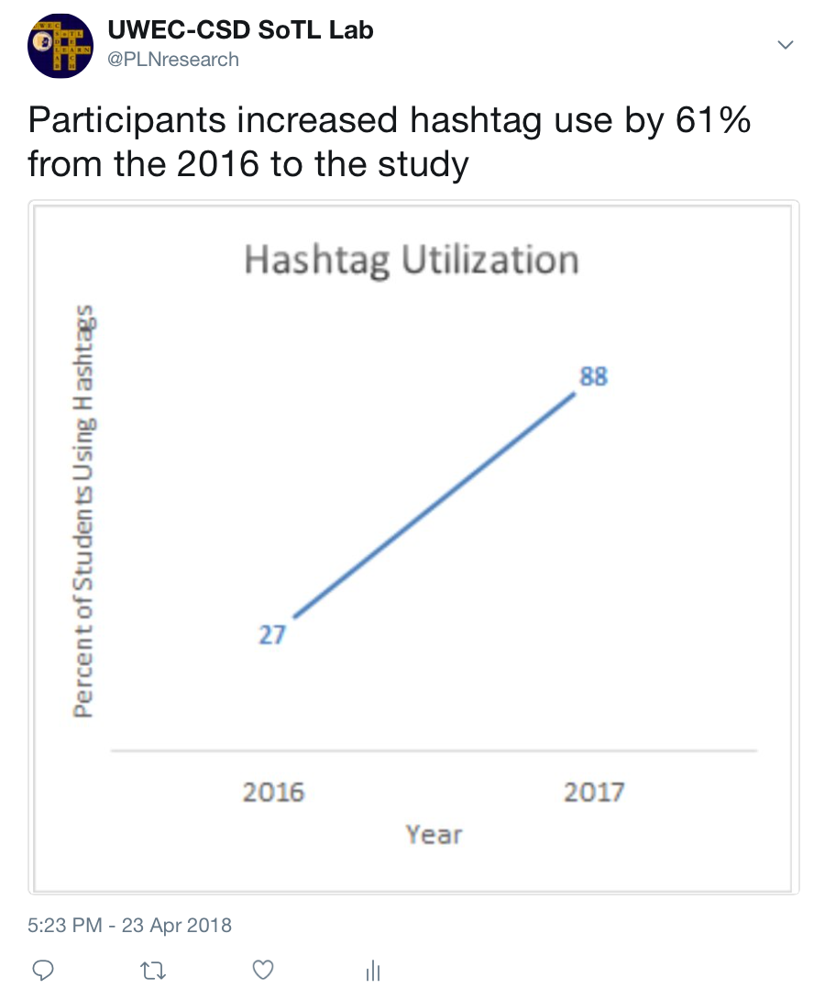 UWEC-CSD SoTL Lab
@PLNresearch
Participants increased hashtag use by 61%
from the 2016 to the study
Hashtag Utilization
Percent of Students Using Hashtags
88
27
2016 2017
Year
5:23 PM - 23 Apr 2018